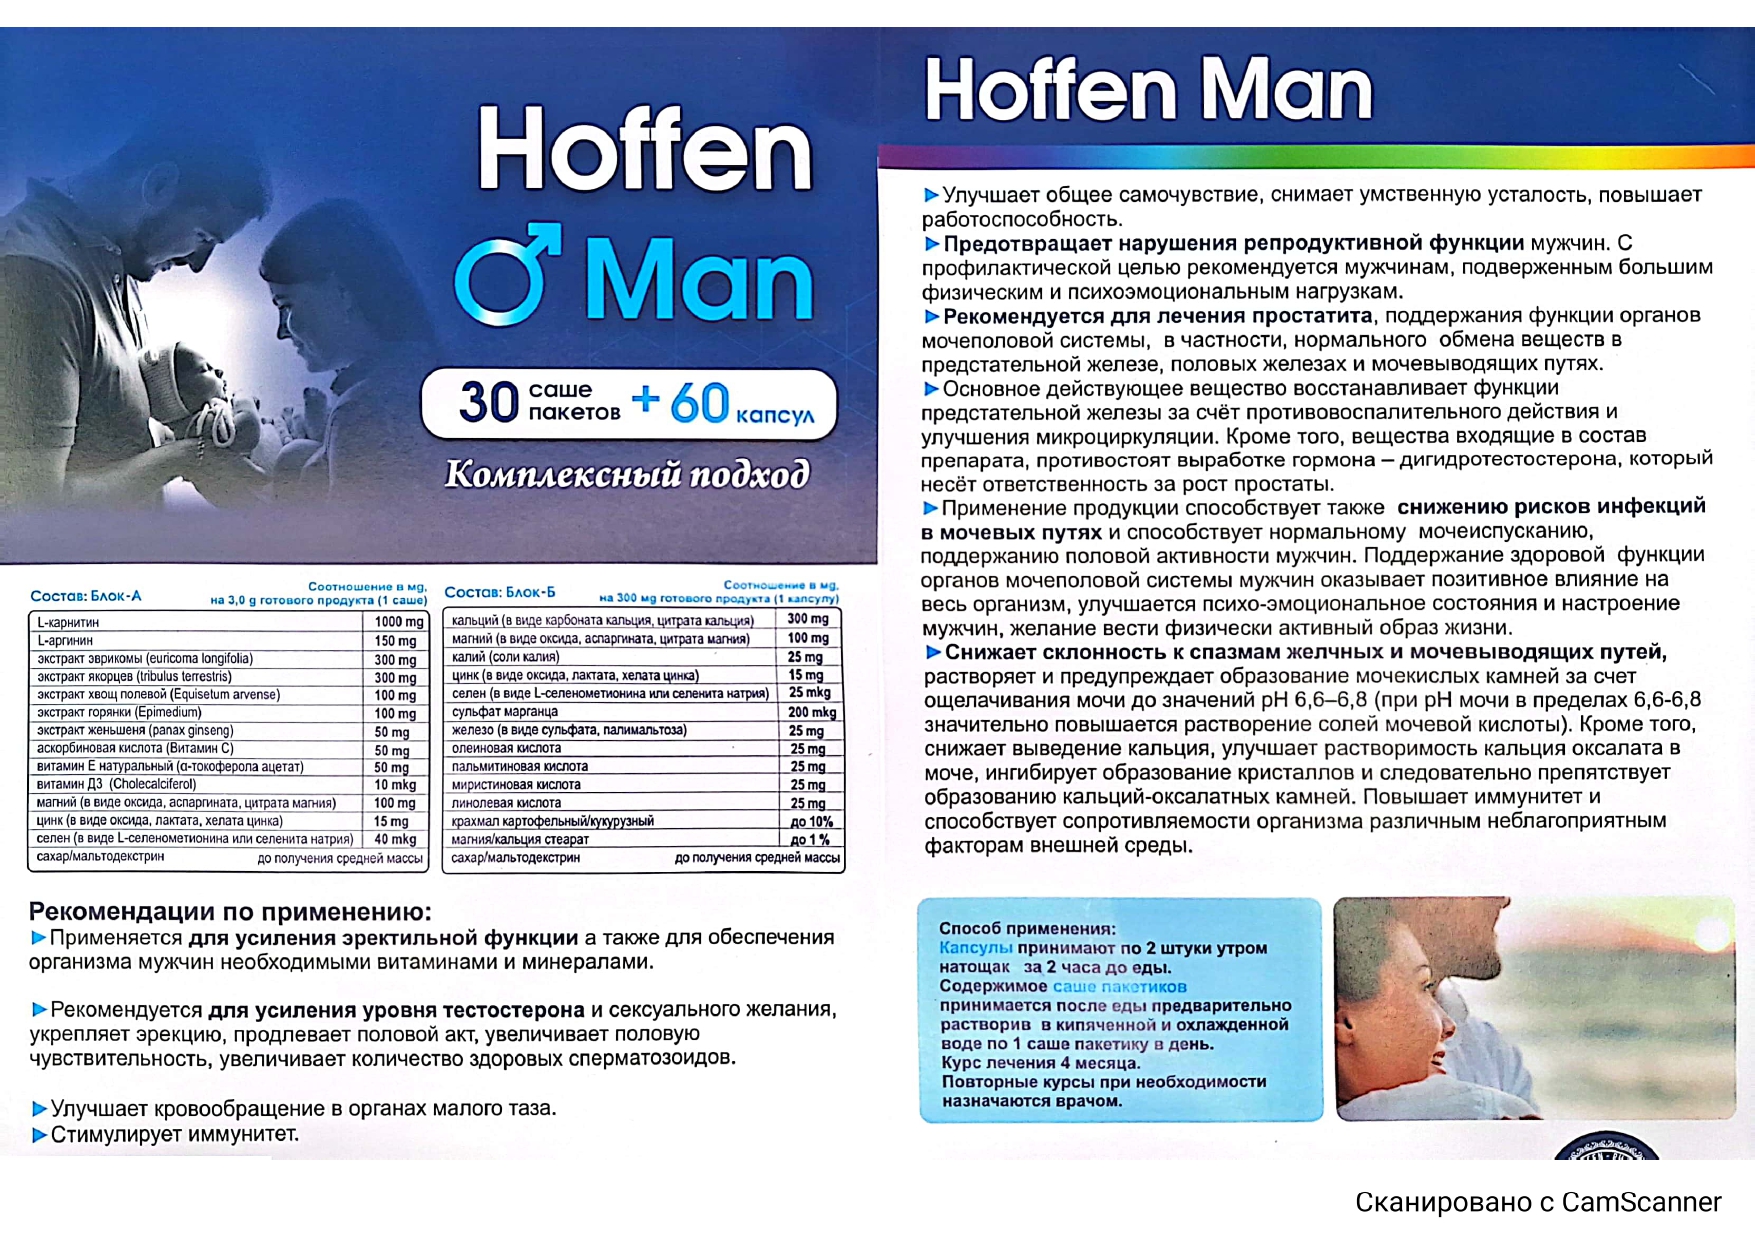 Hoffen
Man
30 саше пакетов + 60 капсул
Комплексный подход
Состав: Блок-А
Соотношение в мg,
на 3,0 g готового продукта (1 саше)
L-карнитин 1000 mg
L-аргинин 150 mg
экстракт эврикомы (euricoma longifolia) 300 mg
экстракт якорцев (tribulus terrestris) 300 mg
экстракт хвощ полевой (Equisetum arvense) 100 mg
экстракт горянки (Epimedium) 100 mg
экстракт женьшеня (panax ginseng) 50 mg
аскорбиновая кислота (Витамин С) 50 mg
витамин Е натуральный (α-токоферола ацетат) 50 mg
витамин Д3 (Cholecalciferol) 10 mkg
магний (в виде оксида, аспаргината, цитрата магния) 100 mg
цинк (в виде оксида, лактата, хелата цинка) 15 mg
селен (в виде L-селенометионина или селенита натрия) 40 mkg
сахар/мальтодекстрин до получения средней массы
Состав: Блок-Б
Соотношение в мg,
на 300 мg готового продукта (1 капсулу)
кальций (в виде карбоната кальция, цитрата кальция) 300 mg
магний (в виде оксида, аспаргината, цитрата магния) 100 mg
калий (соли калия) 25 mg
цинк (в виде оксида, лактата, хелата цинка) 15 mg
селен (в виде L-селенометионина или селенита натрия) 25 mkg
сульфат марганца 200 mkg
железо (в виде сульфата, палимальтоза) 25 mg
олеиновая кислота 25 mg
пальмитиновая кислота 25 mg
миристиновая кислота 25 mg
линолевая кислота 25 mg
крахмал картофельный/кукурузный до 10%
магния/кальция стеарат до 1 %
сахар/мальтодекстрин до получения средней массы
Рекомендации по применению:
Применяется для усиления эректильной функции а также для обеспечения
организма мужчин необходимыми витаминами и минералами.
Рекомендуется для усиления уровня тестостерона и сексуального желания,
укрепляет эрекцию, продлевает половой акт, увеличивает половую
чувствительность, увеличивает количество здоровых сперматозоидов.
Улучшает кровообращение в органах малого таза.
Стимулирует иммунитет.
Hoffen Man
Улучшает общее самочувствие, снимает умственную усталость, повышает
работоспособность.
Предотвращает нарушения репродуктивной функции мужчин. С
профилактической целью рекомендуется мужчинам, подверженным большим
физическим и психоэмоциональным нагрузкам.
Рекомендуется для лечения простатита, поддержания функции органов
мочеполовой системы, в частности, нормального обмена веществ в
предстательной железе, половых железах и мочевыводящих путях.
Основное действующее вещество восстанавливает функции
предстательной железы за счёт противовоспалительного действия и
улучшения микроциркуляции. Кроме того, вещества входящие в состав
препарата, противостоят выработке гормона – дигидротестостерона, который
несёт ответственность за рост простаты.
Применение продукции способствует также снижению рисков инфекций
в мочевых путях и способствует нормальному мочеиспусканию,
поддержанию половой активности мужчин. Поддержание здоровой функции
органов мочеполовой системы мужчин оказывает позитивное влияние на
весь организм, улучшается психо-эмоциональное состояния и настроение
мужчин, желание вести физически активный образ жизни.
Снижает склонность к спазмам желчных и мочевыводящих путей,
растворяет и предупреждает образование мочекислых камней за счет
ощелачивания мочи до значений pH 6,6–6,8 (при pH мочи в пределах 6,6-6,8
значительно повышается растворение солей мочевой кислоты). Кроме того,
снижает выведение кальция, улучшает растворимость кальция оксалата в
моче, ингибирует образование кристаллов и следовательно препятствует
образованию кальций-оксалатных камней. Повышает иммунитет и
способствует сопротивляемости организма различным неблагоприятным
факторам внешней среды.
Способ применения:
Капсулы принимают по 2 штуки утром
натощак за 2 часа до еды.
Содержимое саше пакетиков
принимается после еды предварительно
растворив в кипяченной и охлажденной
воде по 1 саше пакетику в день.
Курс лечения 4 месяца.
Повторные курсы при необходимости
назначаются врачом.
Сканировано с CamScanner